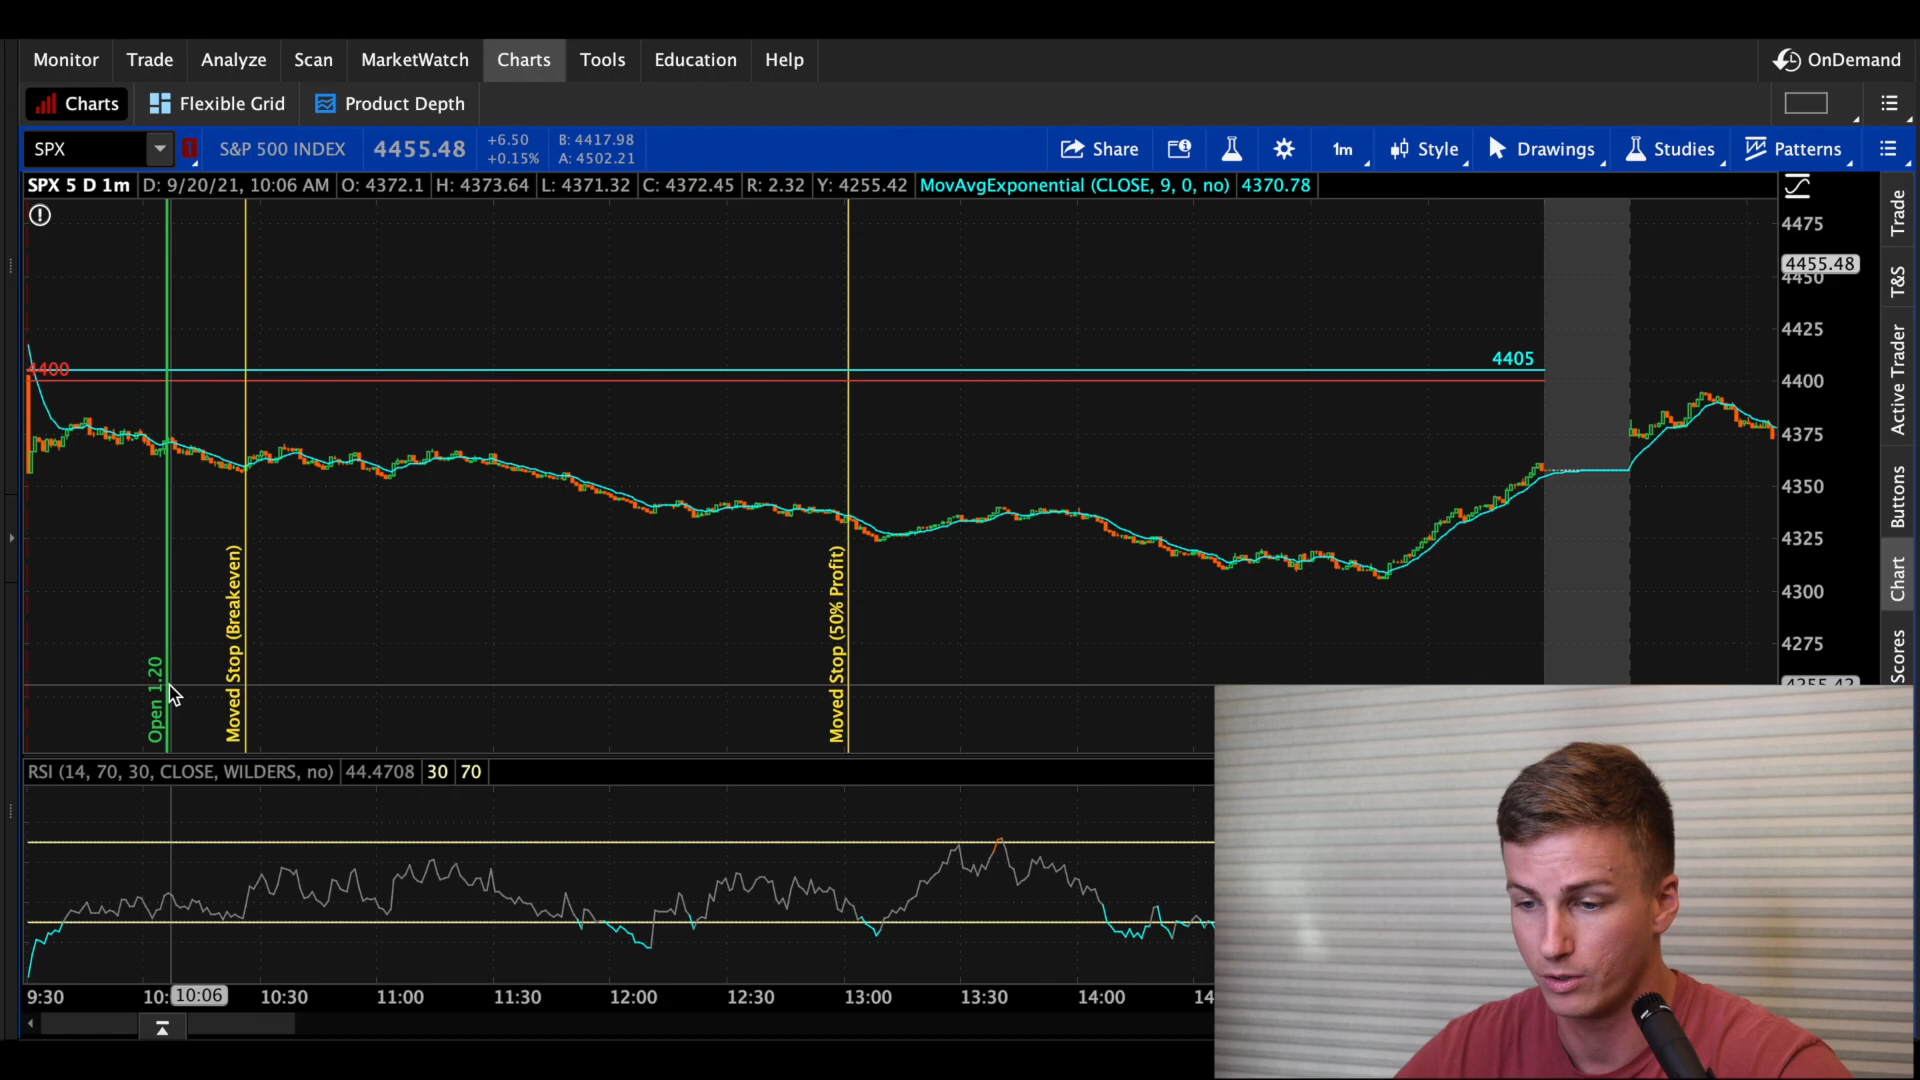 Monitor Trade Analyze Scan MarketWatch Charts Tools Education Help OnDemand
Charts Flexible Grid Product Depth
SPX 1 S&P 500 INDEX 4455.48 +6.50 +0.15% B: 4417.98 A: 4502.21 Share 1m Style Drawings Studies Patterns
SPX 5 D 1m D: 9/20/21, 10:06 AM O: 4372.1 H: 4373.64 L: 4371.32 C: 4372.45 R: 2.32 Y: 4255.42 MovAvgExponential (CLOSE, 9, 0, no) 4370.78
4475
4455.48
4450
4425
4400
4405
4400
4375
4350
4325
4300
4275
4255.42
Open 1.20
Moved Stop (Breakeven)
Moved Stop (50% Profit)
Trade
T&S
Active Trader
Buttons
Chart
Scores
RSI (14, 70, 30, CLOSE, WILDERS, no) 44.4708 30 70
9:30 10: 10:06 10:30 11:00 11:30 12:00 12:30 13:00 13:30 14:00 14